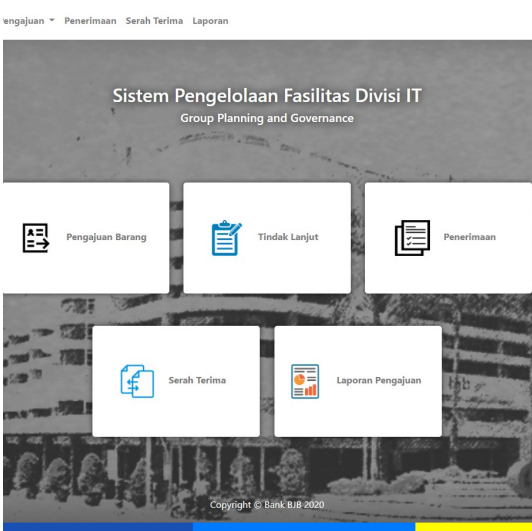 Pengajuan Penerimaan Serah Terima Laporan
Sistem Pengelolaan Fasilitas Divisi IT
Group Planning and Governance
Pengajuan Barang
Tindak Lanjut
Penerimaan
Serah Terima
Laporan Pengajuan
Copyright © Bank BJB 2020